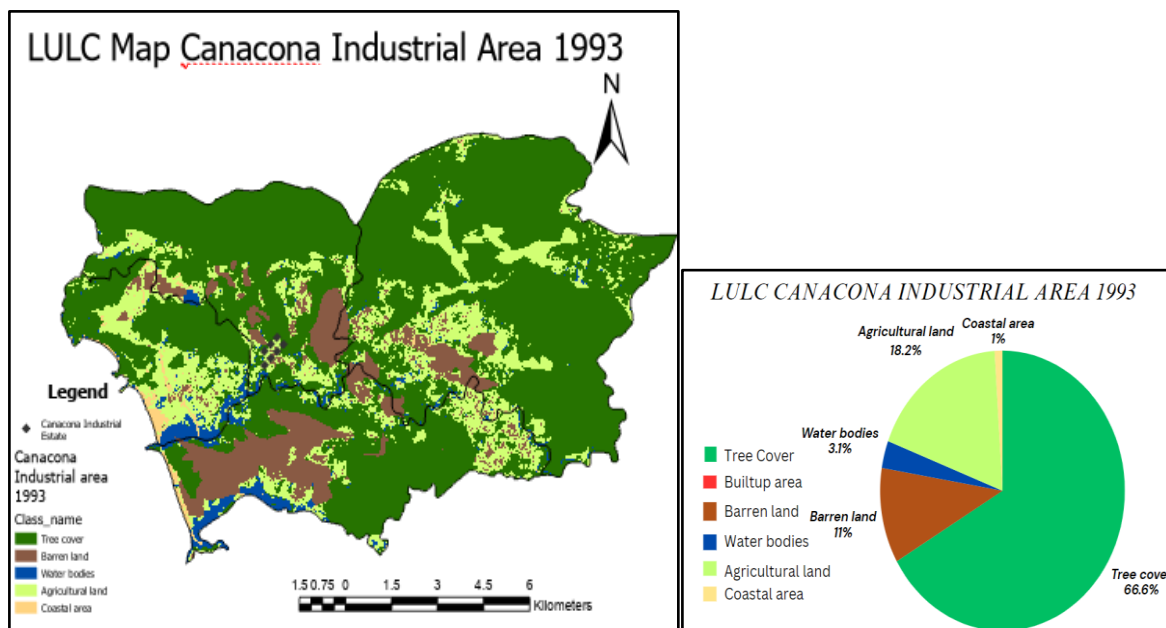 LULC Map Canacona Industrial Area 1993
N
Legend
Canacona Industrial
Estate
Canacona
Industrial area
1993
Class_name
Tree cover
Barren land
Water bodies
Agricultural land
Coastal area
1.5 0.75 0 1.5 3 4.5 6
Kilometers
LULC CANACONA INDUSTRIAL AREA 1993
Agricultural land
18.2%
Coastal area
1%
Water bodies
3.1%
Barren land
11%
Tree cove
66.6%
Tree Cover
Builtup area
Barren land
Water bodies
Agricultural land
Coastal area